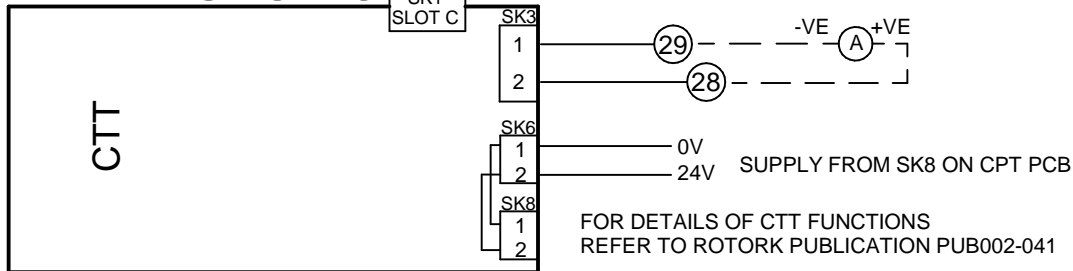 SK1
SLOT C
SK3
1
2
29
-VE
A
+VE
28
CTT
SK6
1
2
0V
24V
SUPPLY FROM SK8 ON CPT PCB
SK8
1
2
FOR DETAILS OF CTT FUNCTIONS
REFER TO ROTORK PUBLICATION PUB002-041